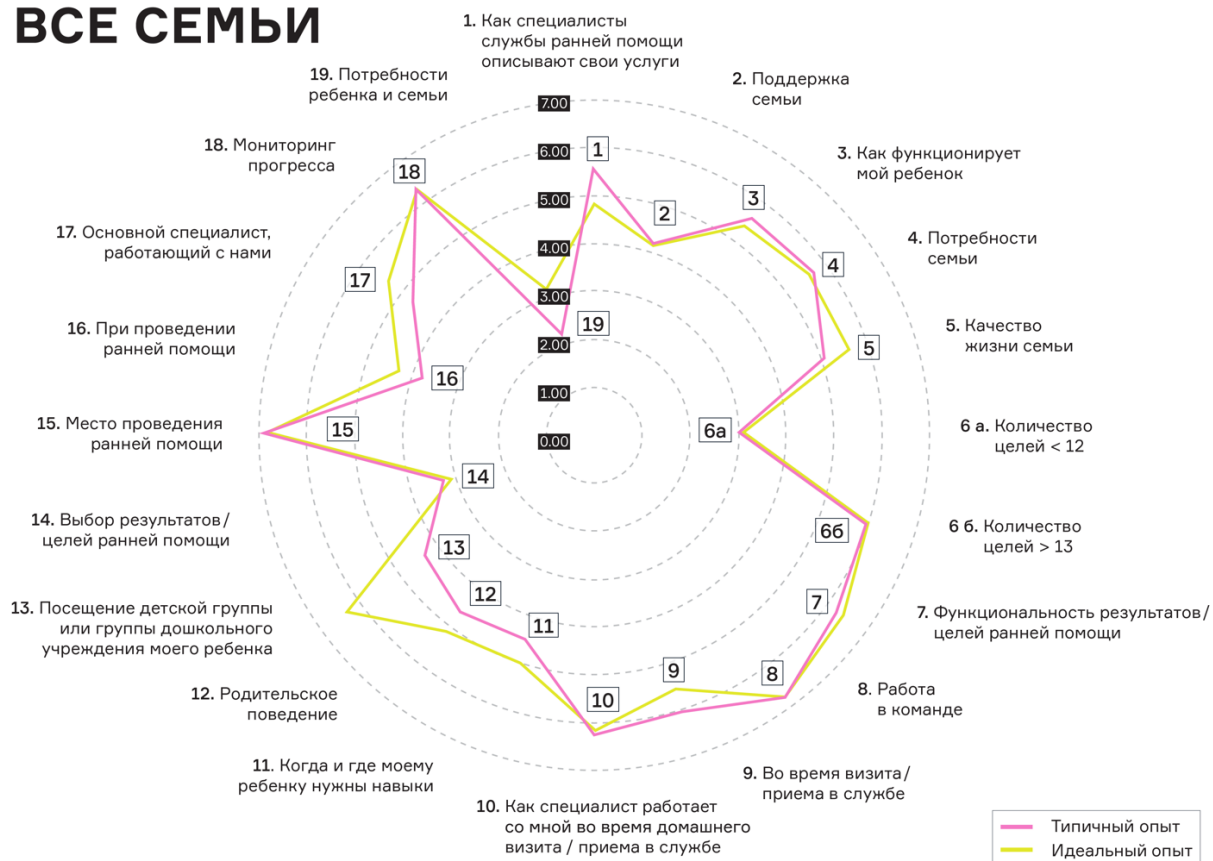 ВСЕ СЕМЬИ
1. Как специалисты
службы ранней помощи
описывают свои услуги
2. Поддержка
семьи
3. Как функционирует
мой ребенок
4. Потребности
семьи
5. Качество
жизни семьи
6 а. Количество
целей < 12
6 б. Количество
целей > 13
7. Функциональность результатов/
целей ранней помощи
8. Работа
в команде
9. Во время визита/
приема в службе
10. Как специалист работает
со мной во время домашнего
визита / приема в службе
11. Когда и где моему
ребенку нужны навыки
12. Родительское
поведение
13. Посещение детской группы
или группы дошкольного
учреждения моего ребенка
14. Выбор результатов/
целей ранней помощи
15. Место проведения
ранней помощи
16. При проведении
ранней помощи
17. Основной специалист,
работающий с нами
18. Мониторинг
прогресса
19. Потребности
ребенка и семьи
7.00
6.00
5.00
4.00
3.00
2.00
1.00
0.00
1
2
3
4
5
6а
6б
7
8
9
10
11
12
13
14
15
16
17
18
19
Типичный опыт
Идеальный опыт